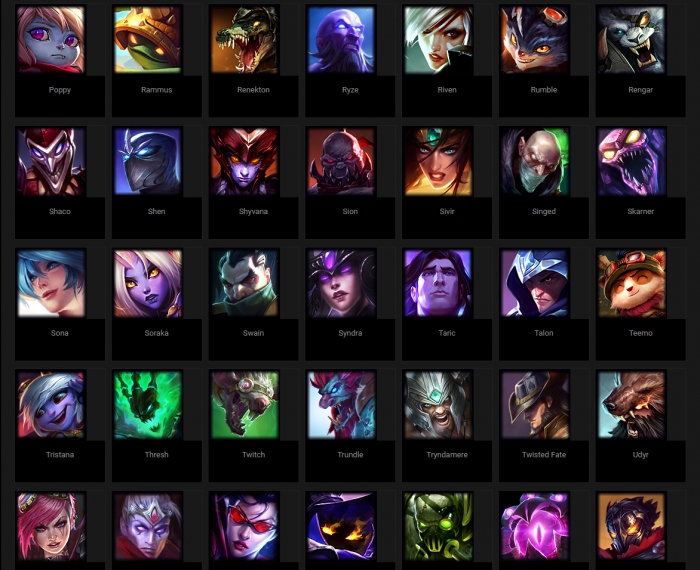 Poppy
Rammus
Renekton
Ryze
Riven
Rumble
Rengar
Shaco
Shen
Shyvana
Sion
Sivir
Singed
Skarner
Sona
Soraka
Swain
Syndra
Taric
Talon
Teemo
Tristana
Thresh
Twitch
Trundle
Tryndamere
Twisted Fate
Udyr